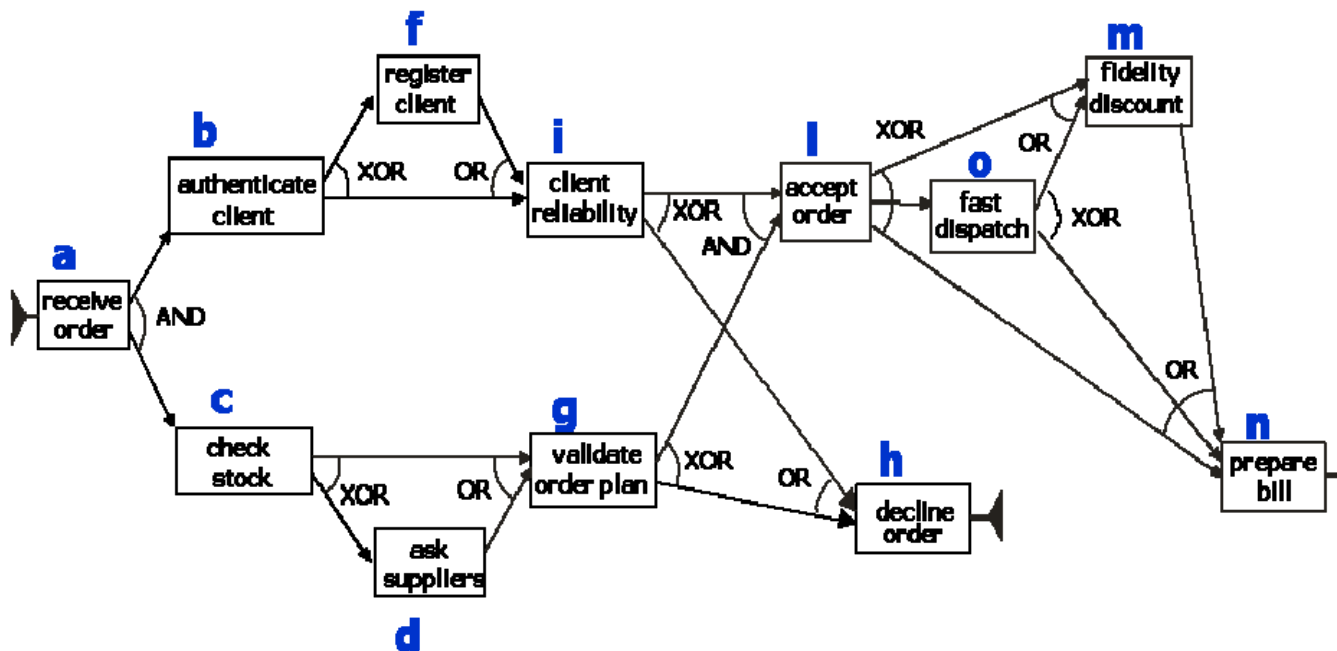 f
register
client
m
fidelity
discount
b
authenticate
client
XOR
OR
i
client
reliability
XOR
AND
l
accept
order
XOR
OR
o
fast
dispatch
XOR
a
receive
order
AND
c
check
stock
XOR
OR
g
validate
order plan
XOR
OR
h
decline
order
OR
n
prepare
bill
ask
suppliers
d